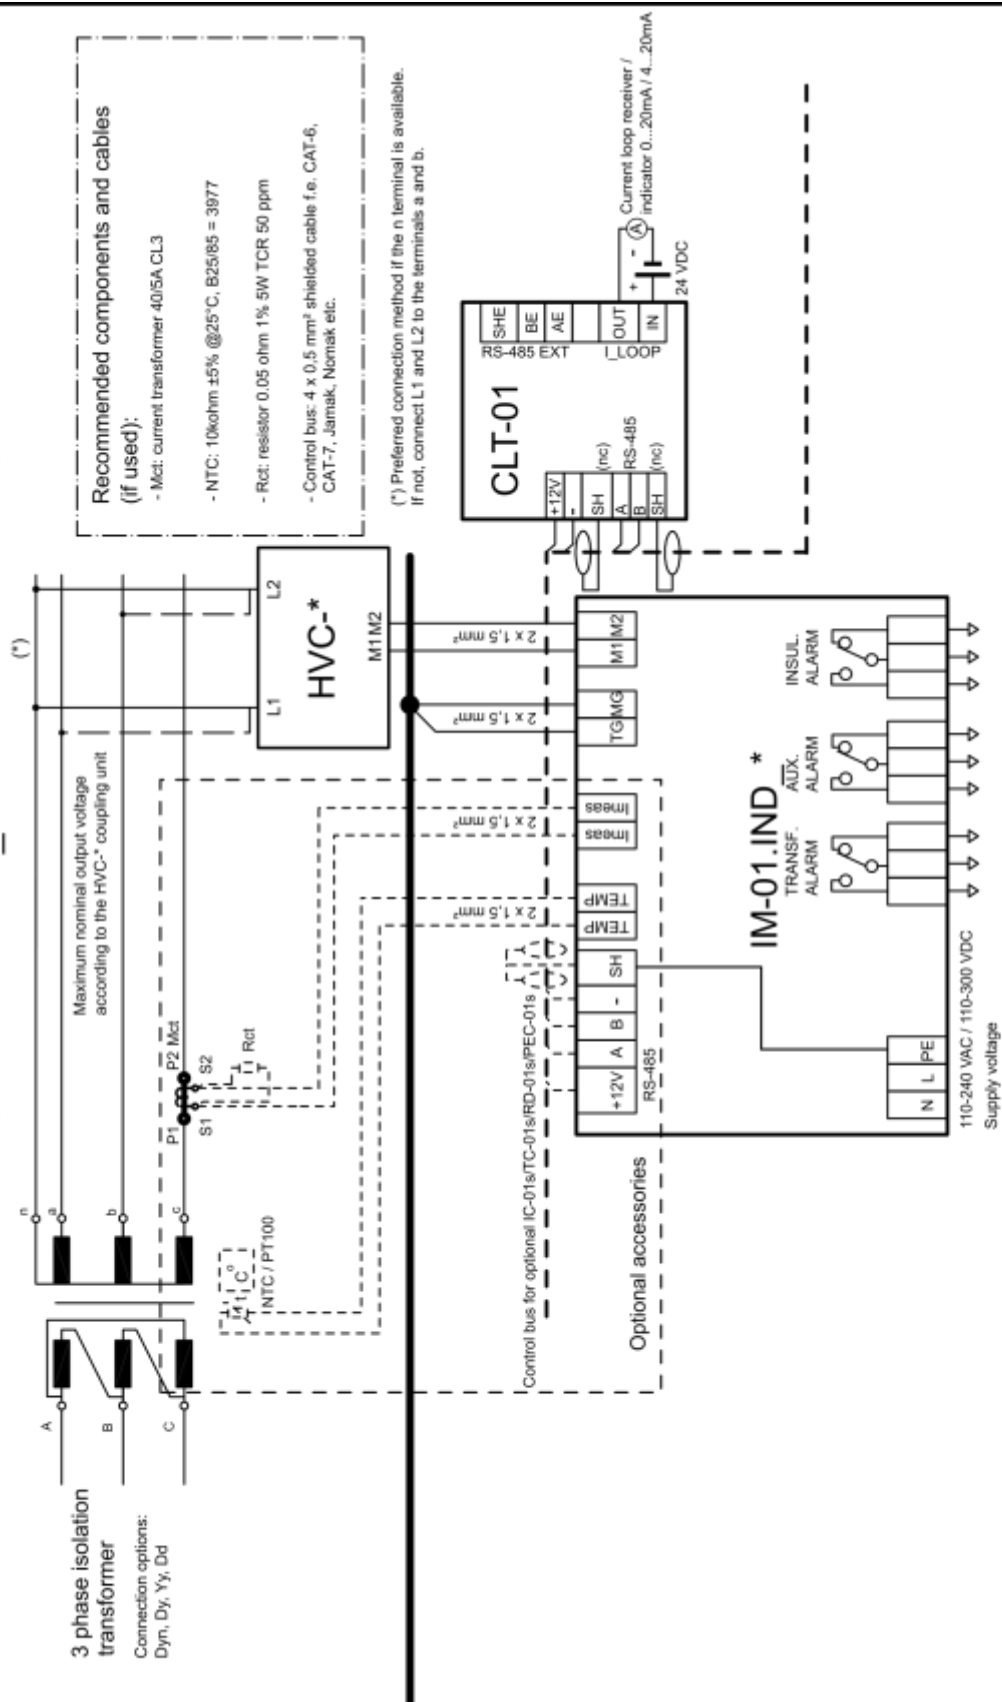 3 phase isolation
transformer
Connection options:
Dyn, Dy, Yy, Dd
A
B
C
n
a
b
c
Maximum nominal output voltage
according to the HVC-* coupling unit
(*)
P1
P2 Mct
S1
S2
Rct
t C°
NTC / PT100
L1
L2
HVC-*
M1 M2
Recommended components and cables
(if used):
- Mct: current transformer 40/5A CL3
- NTC: 10kohm ±5% @25°C, B25/85 = 3977
- Rct: resistor 0.05 ohm 1% 5W TCR 50 ppm
- Control bus: 4 x 0,5 mm² shielded cable f.e. CAT-6,
CAT-7, Jamak, Nomak etc.
(*) Preferred connection method if the n terminal is available.
If not, connect L1 and L2 to the terminals a and b.
Control bus for optional IC-01s/TC-01s/RD-01s/PEC-01s
Optional accessories
2 x 1,5 mm²
2 x 1,5 mm²
2 x 1,5 mm²
2 x 1,5 mm²
+12V
A
B
-
SH
RS-485
TEMP
TEMP
Imeas
Imeas
TG
MG
M1
M2
IM-01.IND *
TRANSF.
ALARM
AUX.
ALARM
INSUL.
ALARM
N
L
PE
110-240 VAC / 110-300 VDC
Supply voltage
CLT-01
+12V
-
SH
(nc)
A
B
RS-485
SH
(nc)
SHE
BE
AE
RS-485 EXT
OUT
IN
I_LOOP
+
-
24 VDC
A
Current loop receiver /
indicator 0...20mA / 4...20mA